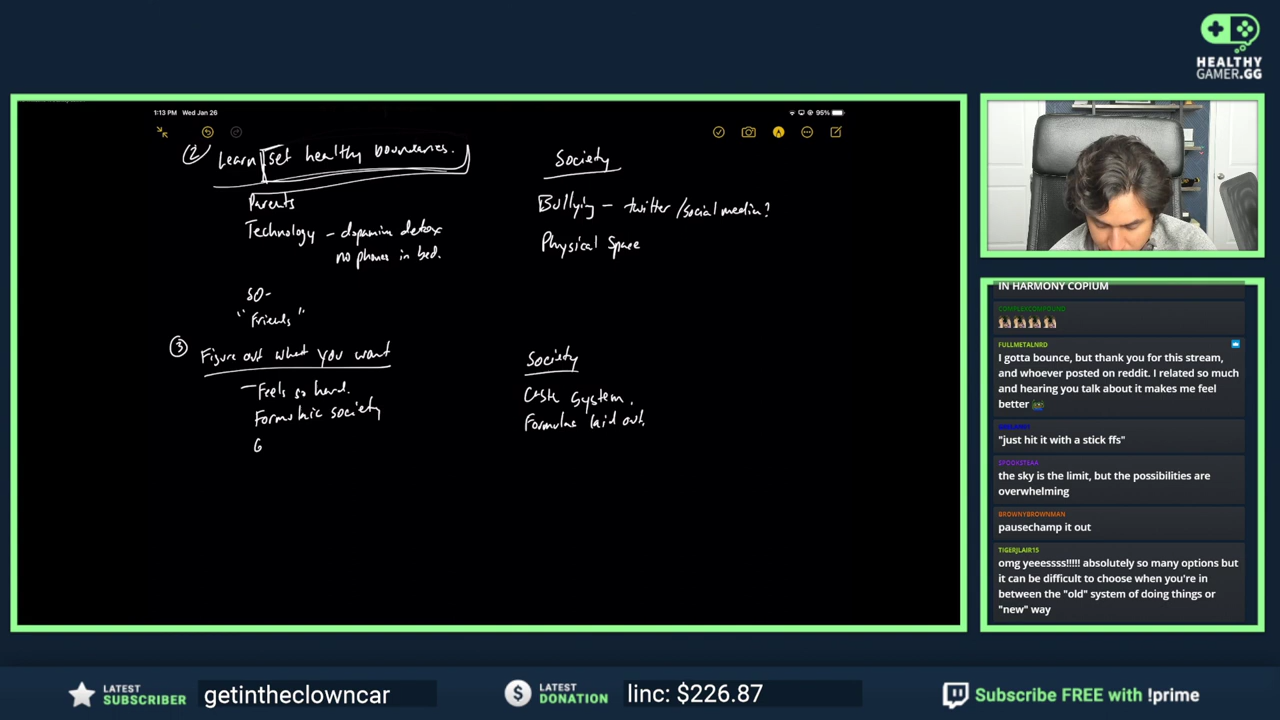 HEALTHY
GAMER.GG
1:13 PM Wed Jan 26
95%
② Learn set healthy boundaries.
Parents
Technology - dopamine detox
no phones in bed.
SO-
"Friends"
③ Figure out what you want
- Feels so hard.
Formulaic society
6
Society
Bullying - twitter/social media?
Physical Space
Society
Caste System.
Formulae laid out.
IN HARMONY COPIUM
COMPLEXCOMPOUND
FULLMETALNRD
I gotta bounce, but thank you for this stream,
and whoever posted on reddit. I related so much
and hearing you talk about it makes me feel
better
"just hit it with a stick ffs"
SPOOKSTEAA
the sky is the limit, but the possibilities are
overwhelming
BROWNYBROWNMAN
pausechamp it out
TIGERJLAIR15
omg yeeessss!!!!! absolutely so many options but
it can be difficult to choose when you're in
between the "old" system of doing things or
"new" way
LATEST
SUBSCRIBER
getintheclowncar
LATEST
DONATION
linc: $226.87
Subscribe FREE with !prime